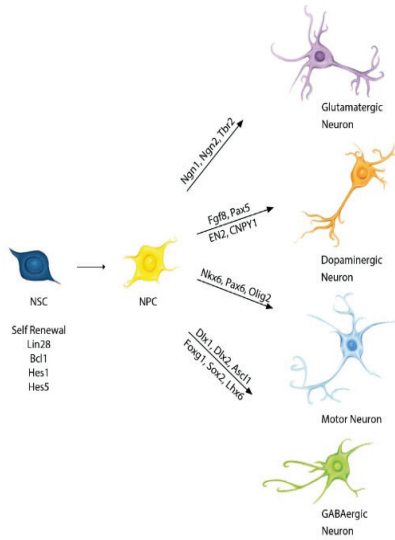 Glutamatergic
Neuron
Ngn1, Ngn2, Tbr2
Fgf8, Pax5
EN2, CNPY1
Dopaminergic
Neuron
NSC
NPC
Nkx6, Pax6, Olig2
Self Renewal
Lin28
Bcl1
Hes1
Hes5
Dlx1, Dlx2, Ascl1
Foxg1, Sox2, Lhx6
Motor Neuron
GABAergic
Neuron